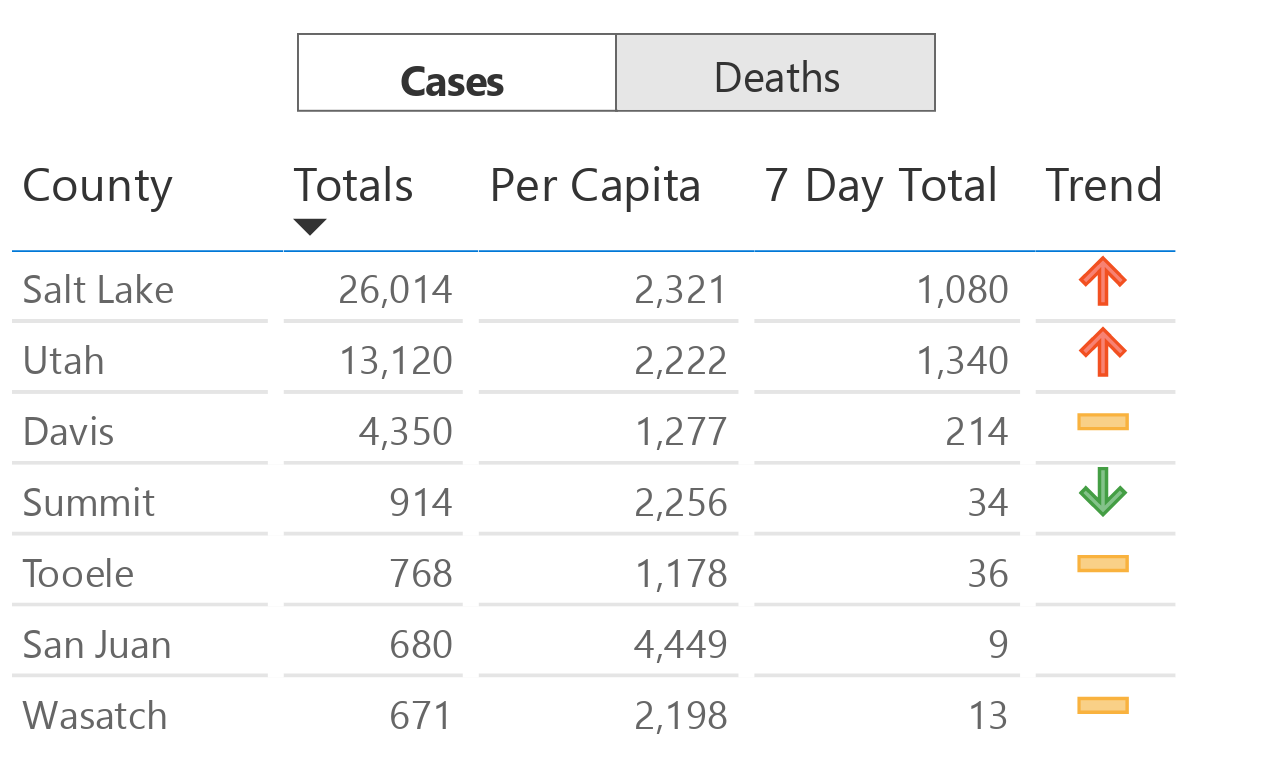 Cases Deaths
County Totals Per Capita 7 Day Total Trend
Salt Lake 26,014 2,321 1,080
Utah 13,120 2,222 1,340
Davis 4,350 1,277 214
Summit 914 2,256 34
Tooele 768 1,178 36
San Juan 680 4,449 9
Wasatch 671 2,198 13